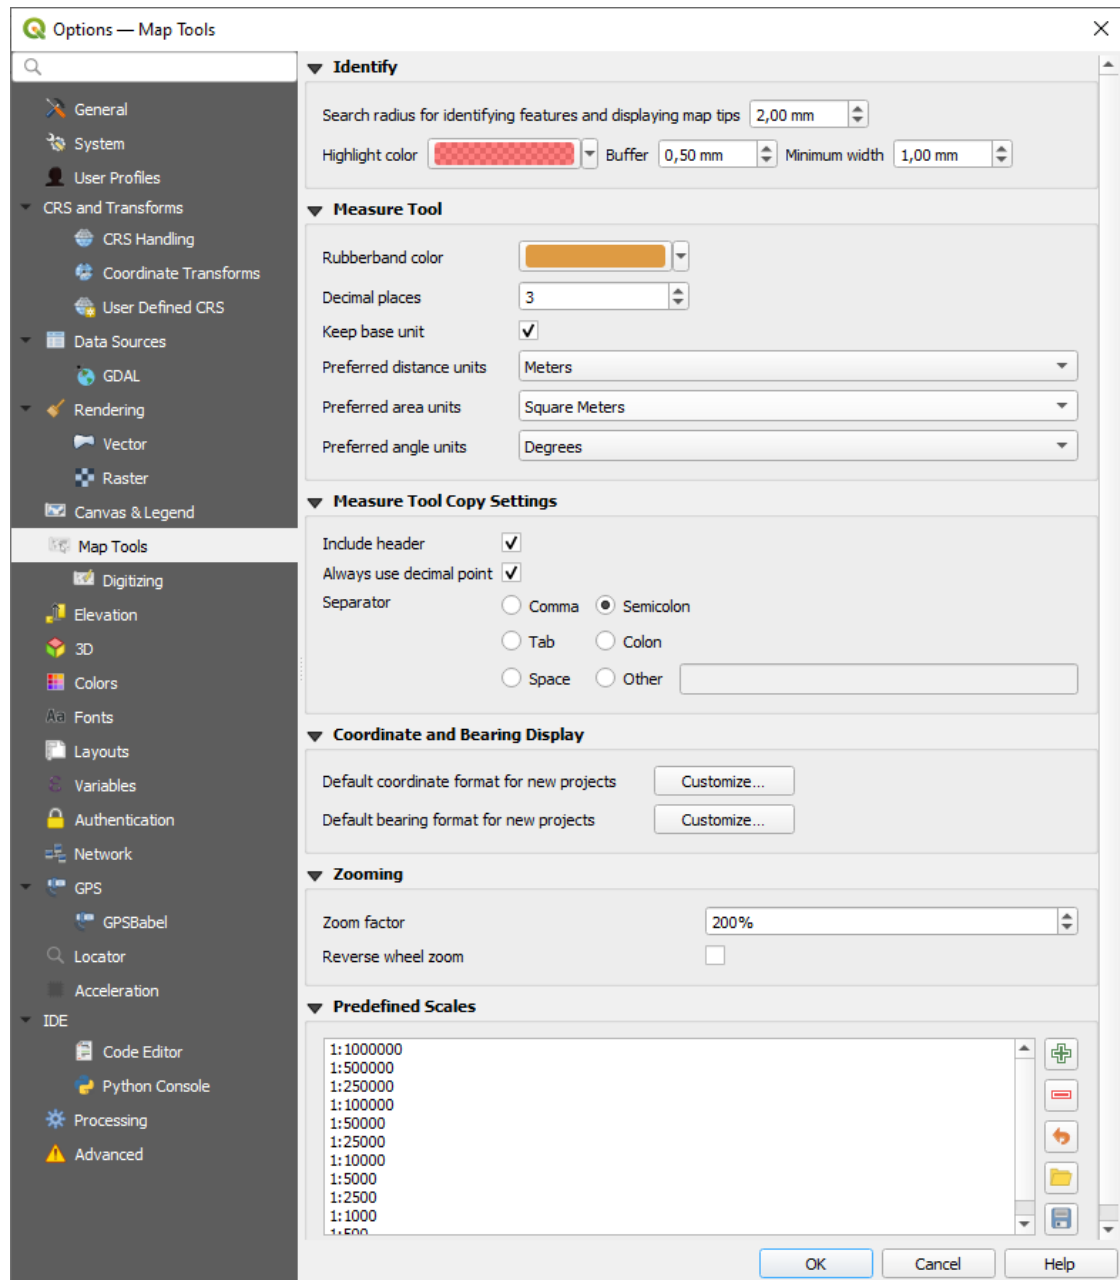 Options — Map Tools
General
System
User Profiles
CRS and Transforms
CRS Handling
Coordinate Transforms
User Defined CRS
Data Sources
GDAL
Rendering
Vector
Raster
Canvas & Legend
Map Tools
Digitizing
Elevation
3D
Colors
Aa Fonts
Layouts
ε Variables
Authentication
Network
GPS
GPSBabel
Locator
Acceleration
IDE
Code Editor
Python Console
Processing
Advanced
Identify
Search radius for identifying features and displaying map tips 2,00 mm
Highlight color Buffer 0,50 mm Minimum width 1,00 mm
Measure Tool
Rubberband color
Decimal places 3
Keep base unit
Preferred distance units Meters
Preferred area units Square Meters
Preferred angle units Degrees
Measure Tool Copy Settings
Include header
Always use decimal point
Separator Comma Semicolon
Tab Colon
Space Other
Coordinate and Bearing Display
Default coordinate format for new projects Customize...
Default bearing format for new projects Customize...
Zooming
Zoom factor 200%
Reverse wheel zoom
Predefined Scales
1:1000000
1:500000
1:250000
1:100000
1:50000
1:25000
1:10000
1:5000
1:2500
1:1000
1:500
OK Cancel Help